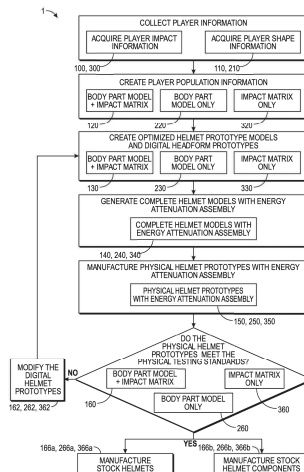 1
COLLECT PLAYER INFORMATION
ACQUIRE PLAYER IMPACT
INFORMATION
ACQUIRE PLAYER SHAPE
INFORMATION
100, 300
110, 210
CREATE PLAYER POPULATION INFORMATION
BODY PART MODEL
+ IMPACT MATRIX
BODY PART
MODEL ONLY
IMPACT MATRIX
ONLY
120
220
320
CREATE OPTIMIZED HELMET PROTOTYPE MODELS
AND DIGITAL HEADFORM PROTOTYPES
BODY PART MODEL
+ IMPACT MATRIX
BODY PART
MODEL ONLY
IMPACT MATRIX
ONLY
130
230
330
GENERATE COMPLETE HELMET MODELS WITH ENERGY
ATTENUATION ASSEMBLY
COMPLETE HELMET MODELS WITH
ENERGY ATTENUATION ASSEMBLY
140, 240, 340
MANUFACTURE PHYSICAL HELMET PROTOTYPES WITH ENERGY
ATTENUATION ASSEMBLY
PHYSICAL HELMET PROTOTYPES
WITH ENERGY ATTENUATION ASSEMBLY
150, 250, 350
DO THE
PHYSICAL HELMET
PROTOTYPES MEET THE
PHYSICAL TESTING STANDARDS?
BODY PART MODEL
+ IMPACT MATRIX
IMPACT MATRIX
ONLY
360
160
BODY PART
MODEL ONLY
260
NO
MODIFY THE
DIGITAL
HELMET
PROTOTYPES
162, 262, 362
YES
166a, 266a, 366a
166b, 266b, 366b
MANUFACTURE
STOCK HELMETS
MANUFACTURE STOCK
HELMET COMPONENTS